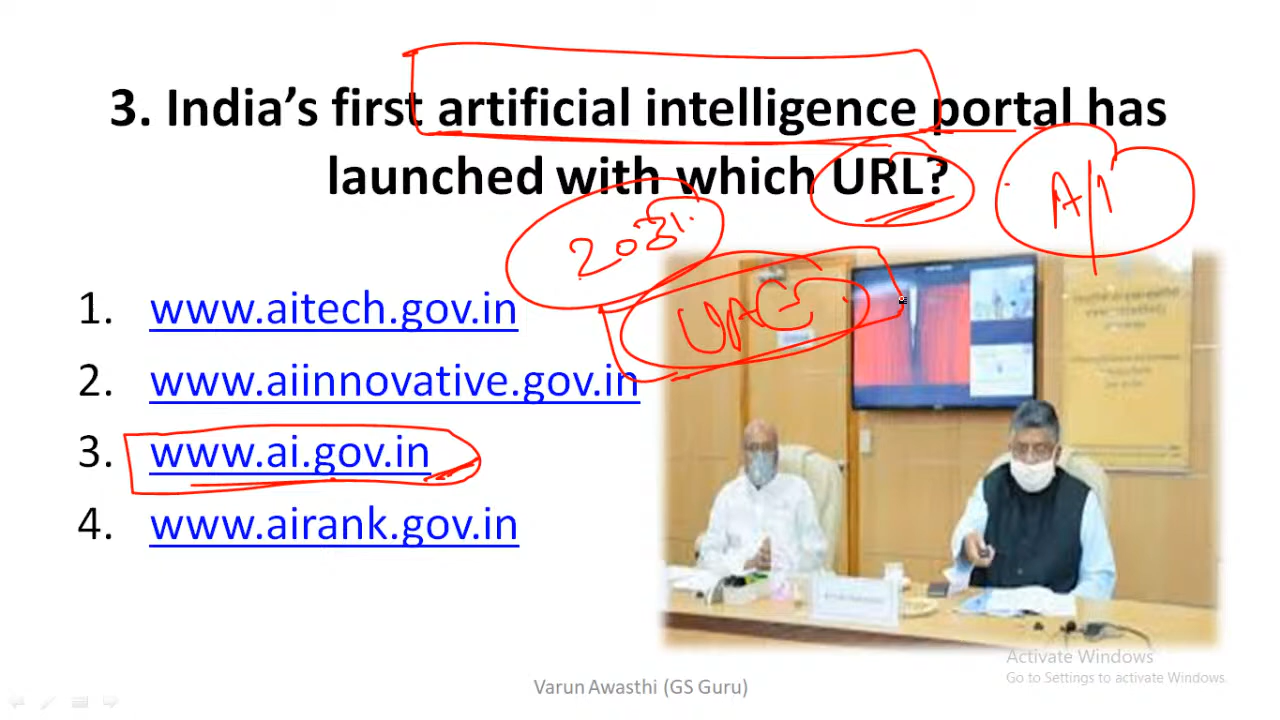 3. India's first artificial intelligence portal has
launched with which URL?
A/I
2031
UAE
1. www.aitech.gov.in
2. www.aiinnovative.gov.in
3. www.ai.gov.in
4. www.airank.gov.in
Activate Windows
Go to Settings to activate Windows.
Varun Awasthi (GS Guru)